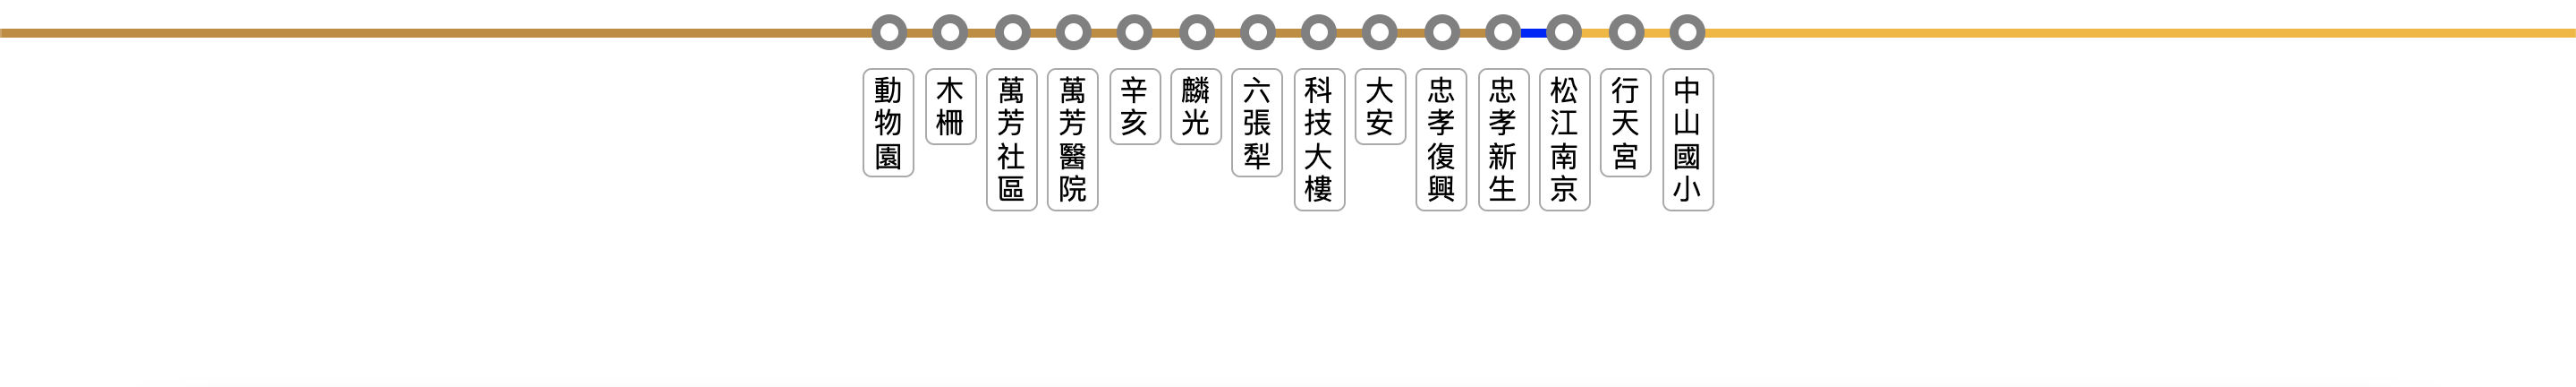 動物園
木柵
萬芳社區
萬芳醫院
辛亥
麟光
六張犁
科技大樓
大安
忠孝復興
忠孝新生
松江南京
行天宮
中山國小